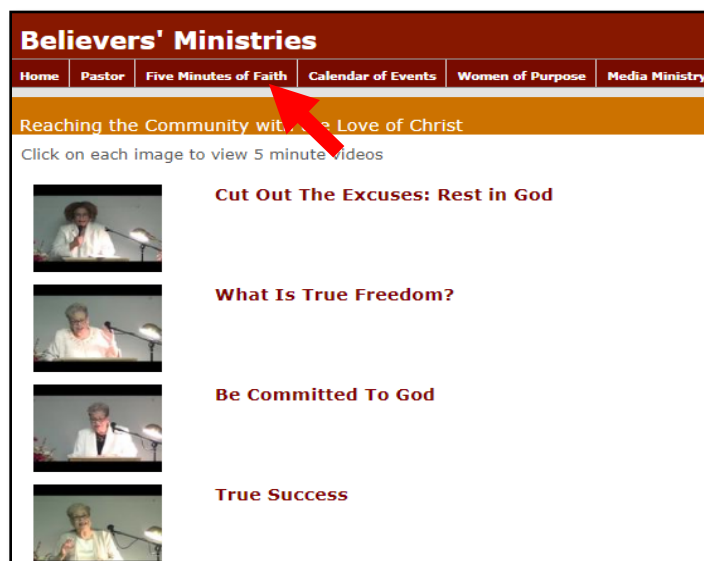 Believers' Ministries
Home Pastor Five Minutes of Faith Calendar of Events Women of Purpose Media Ministry
Reaching the Community with Love of Christ
Click on each image to view 5 minute videos
Cut Out The Excuses: Rest in God
What Is True Freedom?
Be Committed To God
True Success